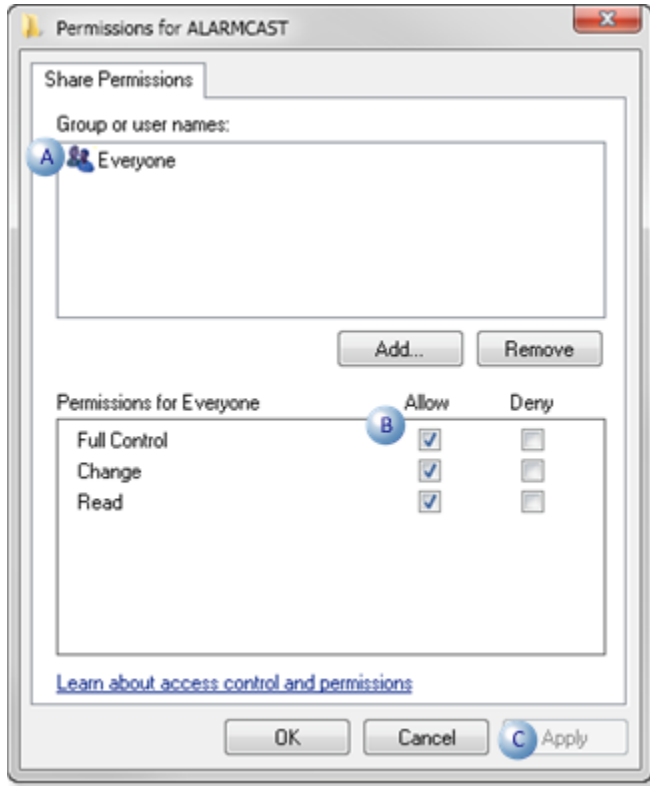 Permissions for ALARMCAST
Share Permissions
Group or user names:
A Everyone
Add... Remove
Permissions for Everyone Allow Deny
B
Full Control
Change
Read
Learn about access control and permissions
OK Cancel C Apply